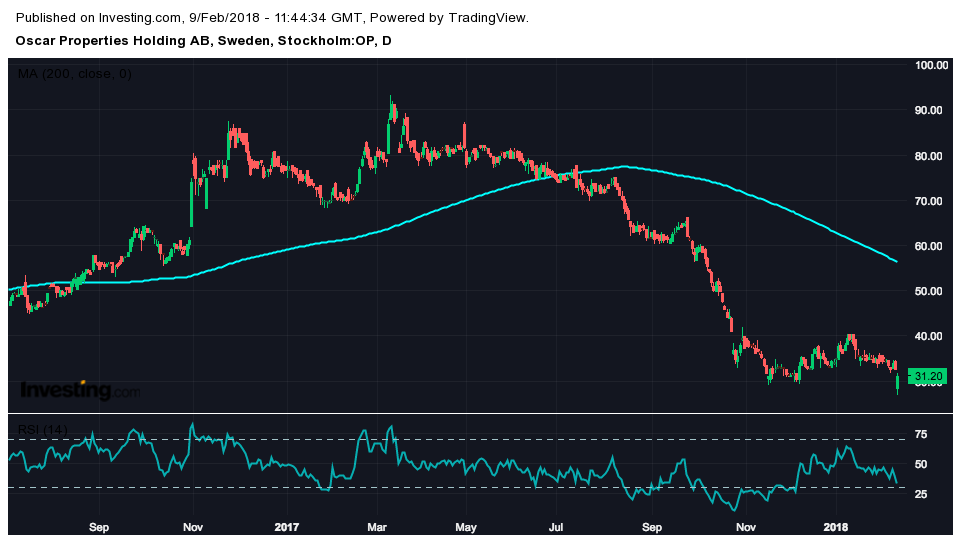 Published on Investing.com, 9/Feb/2018 - 11:44:34 GMT, Powered by TradingView.
Oscar Properties Holding AB, Sweden, Stockholm:OP, D
MA (200, close, 0)
100.00
90.00
80.00
70.00
60.00
50.00
40.00
31.20
30.00
Investing.com
RSI (14)
75
50
25
Sep Nov 2017 Mar May Jul Sep Nov 2018